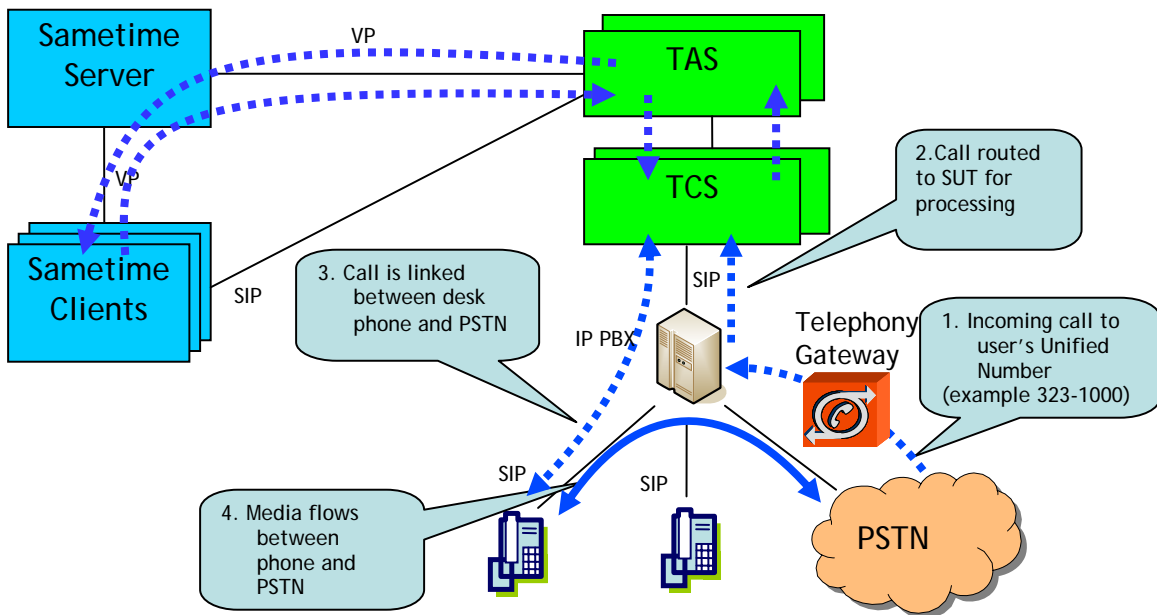 Sametime
Server
VP
TAS
VP
TCS
2.Call routed
to SUT for
processing
Sametime
Clients
SIP
3. Call is linked
between desk
phone and PSTN
SIP
IP PBX
Telephony
Gateway
1. Incoming call to
user's Unified
Number
(example 323-1000)
SIP
SIP
4. Media flows
between
phone and
PSTN
PSTN